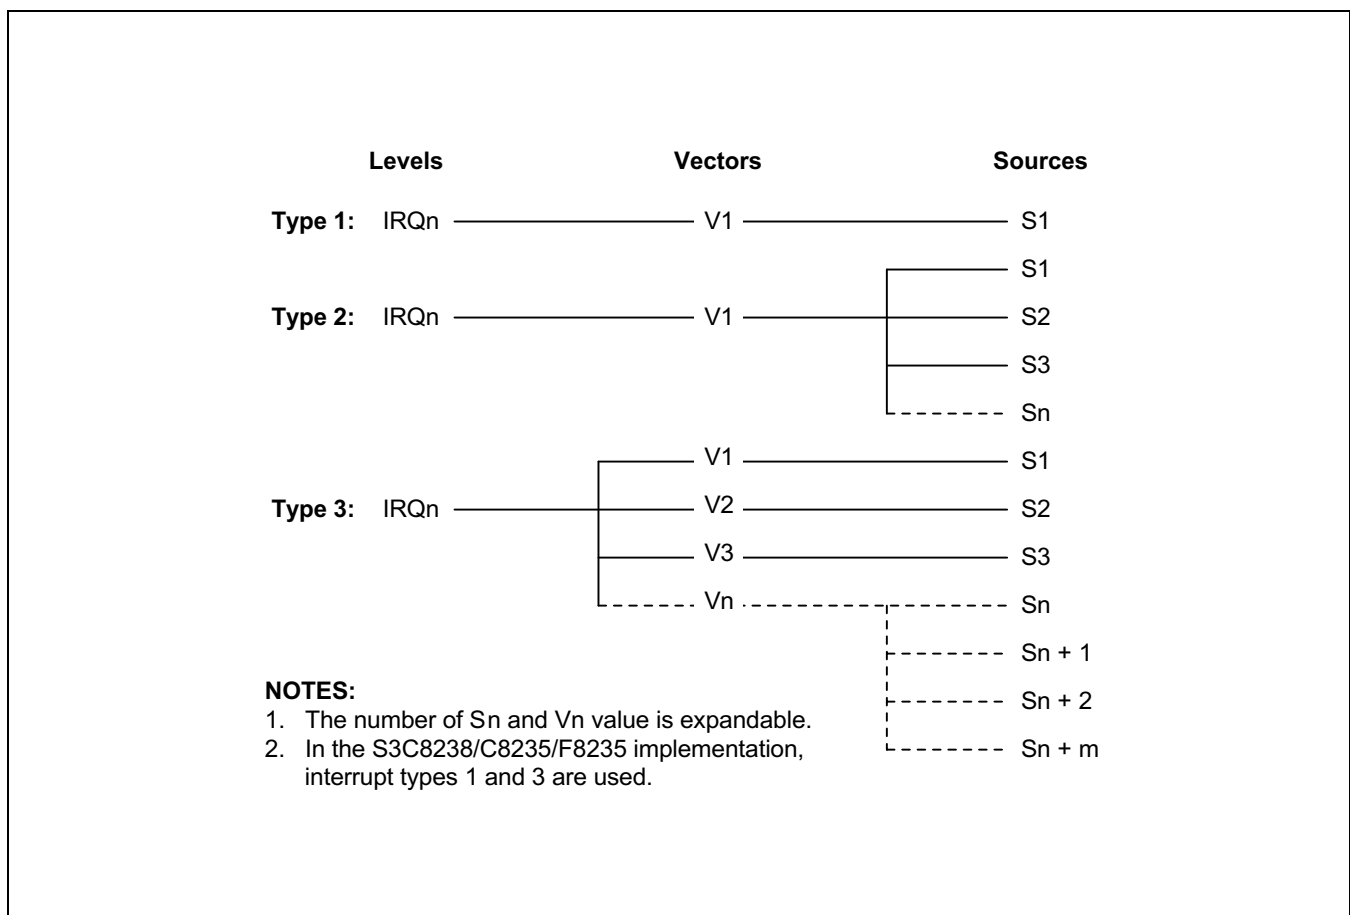 Levels Vectors Sources
Type 1: IRQn V1 S1
S1
Type 2: IRQn V1 S2
S3
Sn
V1 S1
Type 3: IRQn V2 S2
V3 S3
Vn Sn
Sn + 1
Sn + 2
Sn + m
NOTES:
1. The number of Sn and Vn value is expandable.
2. In the S3C8238/C8235/F8235 implementation,
interrupt types 1 and 3 are used.